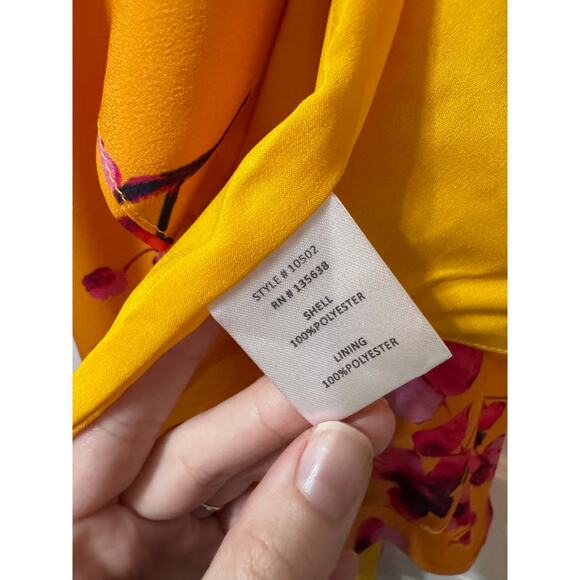 STYLE # 10502
RN # 135638
SHELL
100%POLYESTER
LINING
100%POLYESTER